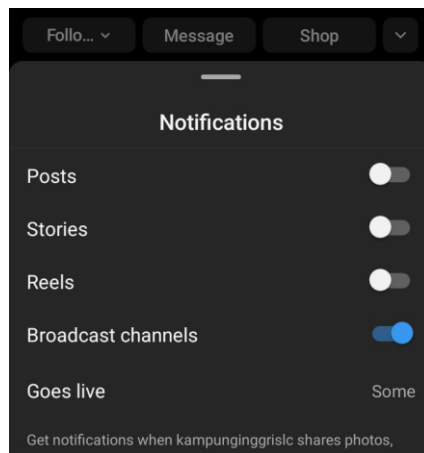 Follo... Message Shop
Notifications
Posts
Stories
Reels
Broadcast channels
Goes live Some
Get notifications when kampunginggrislc shares photos,